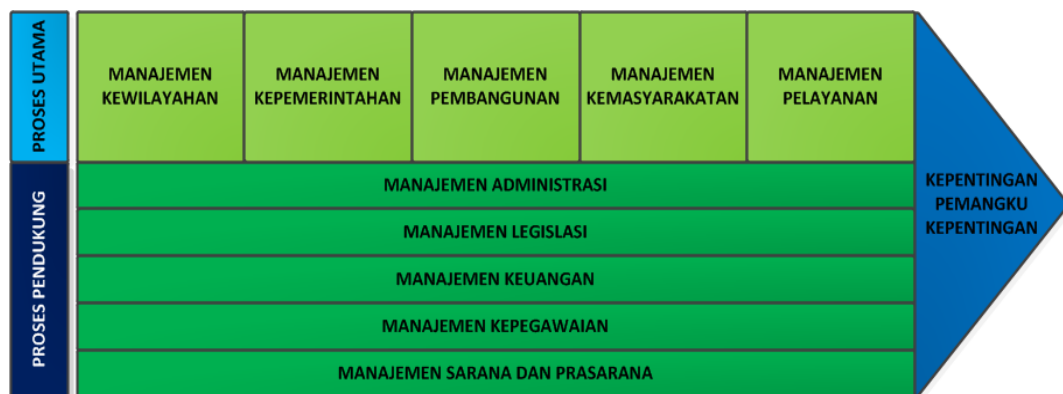 PROSES UTAMA
MANAJEMEN
KEWILAYAHAN
MANAJEMEN
KEPEMERINTAHAN
MANAJEMEN
PEMBANGUNAN
MANAJEMEN
KEMASYARAKATAN
MANAJEMEN
PELAYANAN
PROSES PENDUKUNG
MANAJEMEN ADMINISTRASI
MANAJEMEN LEGISLASI
MANAJEMEN KEUANGAN
MANAJEMEN KEPEGAWAIAN
MANAJEMEN SARANA DAN PRASARANA
KEPENTINGAN
PEMANGKU
KEPENTINGAN